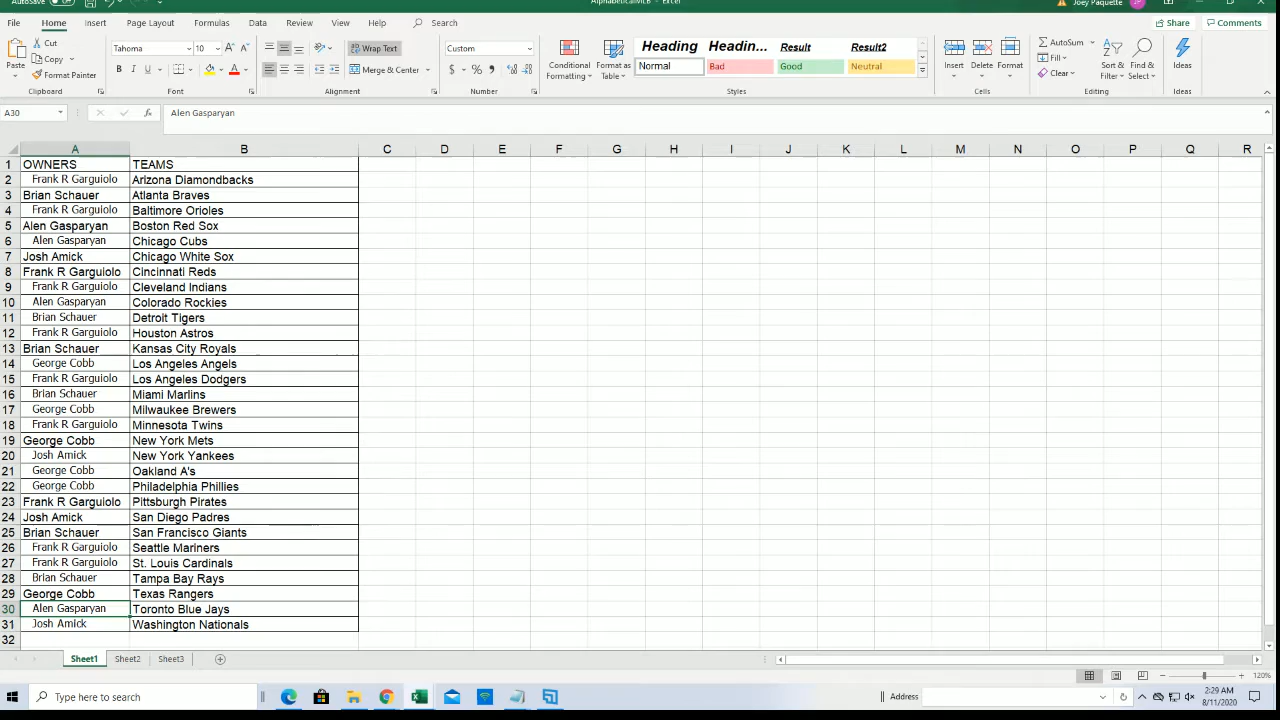 AutoSave Off AlphabeticalMLB - Excel Joey Paquette JP
File Home Insert Page Layout Formulas Data Review View Help Search Share Comments
Paste Cut Copy Format Painter Clipboard
Tahoma 10 A A B I U A Font
Wrap Text Merge & Center Alignment
Custom $ % , Number
Conditional Formatting Format as Table
Heading Headin... Result Result2
Normal Bad Good Neutral Styles
Insert Delete Format Cells
AutoSum Fill Clear Sort & Filter Find & Select Editing
Ideas Ideas
A30 fx Alen Gasparyan
A B C D E F G H I J K L M N O P Q R
1 OWNERS TEAMS
2 Frank R Garguiolo Arizona Diamondbacks
3 Brian Schauer Atlanta Braves
4 Frank R Garguiolo Baltimore Orioles
5 Alen Gasparyan Boston Red Sox
6 Alen Gasparyan Chicago Cubs
7 Josh Amick Chicago White Sox
8 Frank R Garguiolo Cincinnati Reds
9 Frank R Garguiolo Cleveland Indians
10 Alen Gasparyan Colorado Rockies
11 Brian Schauer Detroit Tigers
12 Frank R Garguiolo Houston Astros
13 Brian Schauer Kansas City Royals
14 George Cobb Los Angeles Angels
15 Frank R Garguiolo Los Angeles Dodgers
16 Brian Schauer Miami Marlins
17 George Cobb Milwaukee Brewers
18 Frank R Garguiolo Minnesota Twins
19 George Cobb New York Mets
20 Josh Amick New York Yankees
21 George Cobb Oakland A's
22 George Cobb Philadelphia Phillies
23 Frank R Garguiolo Pittsburgh Pirates
24 Josh Amick San Diego Padres
25 Brian Schauer San Francisco Giants
26 Frank R Garguiolo Seattle Mariners
27 Frank R Garguiolo St. Louis Cardinals
28 Brian Schauer Tampa Bay Rays
29 George Cobb Texas Rangers
30 Alen Gasparyan Toronto Blue Jays
31 Josh Amick Washington Nationals
32
Sheet1 Sheet2 Sheet3
120%
Type here to search Address 2:29 AM
8/11/2020